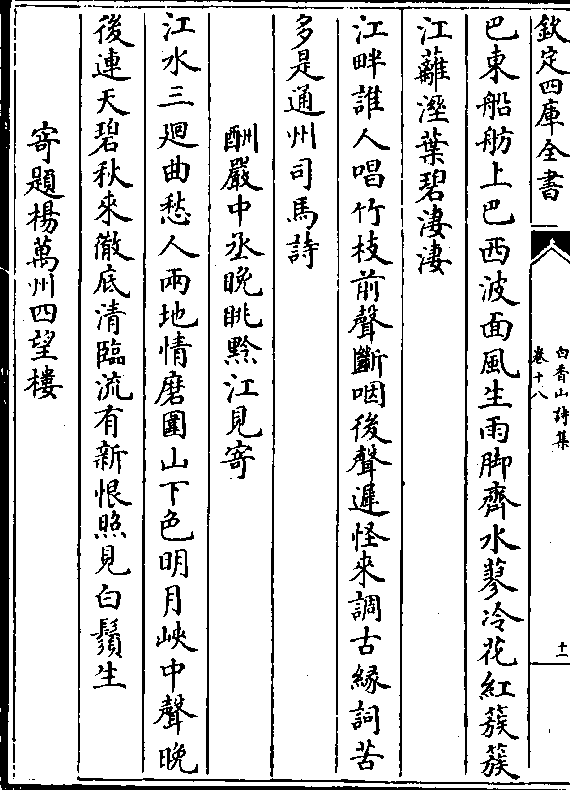 欽定四庫全書
白香山詩集
卷十八
十二
巴東船舫上巴西波面風生雨脚齊水蓼冷花紅簇簇
江蘺溼葉碧淒淒
江畔誰人唱竹枝前聲斷咽後聲遲怪來調古緣詞苦
多是通州司馬詩
酬嚴中丞晚眺黔江見寄
江水三廻曲愁人兩地情磨圍山下色明月峽中聲晚
後連天碧秋來徹底清臨流有新恨照見白鬚生
寄題楊萬州四望樓